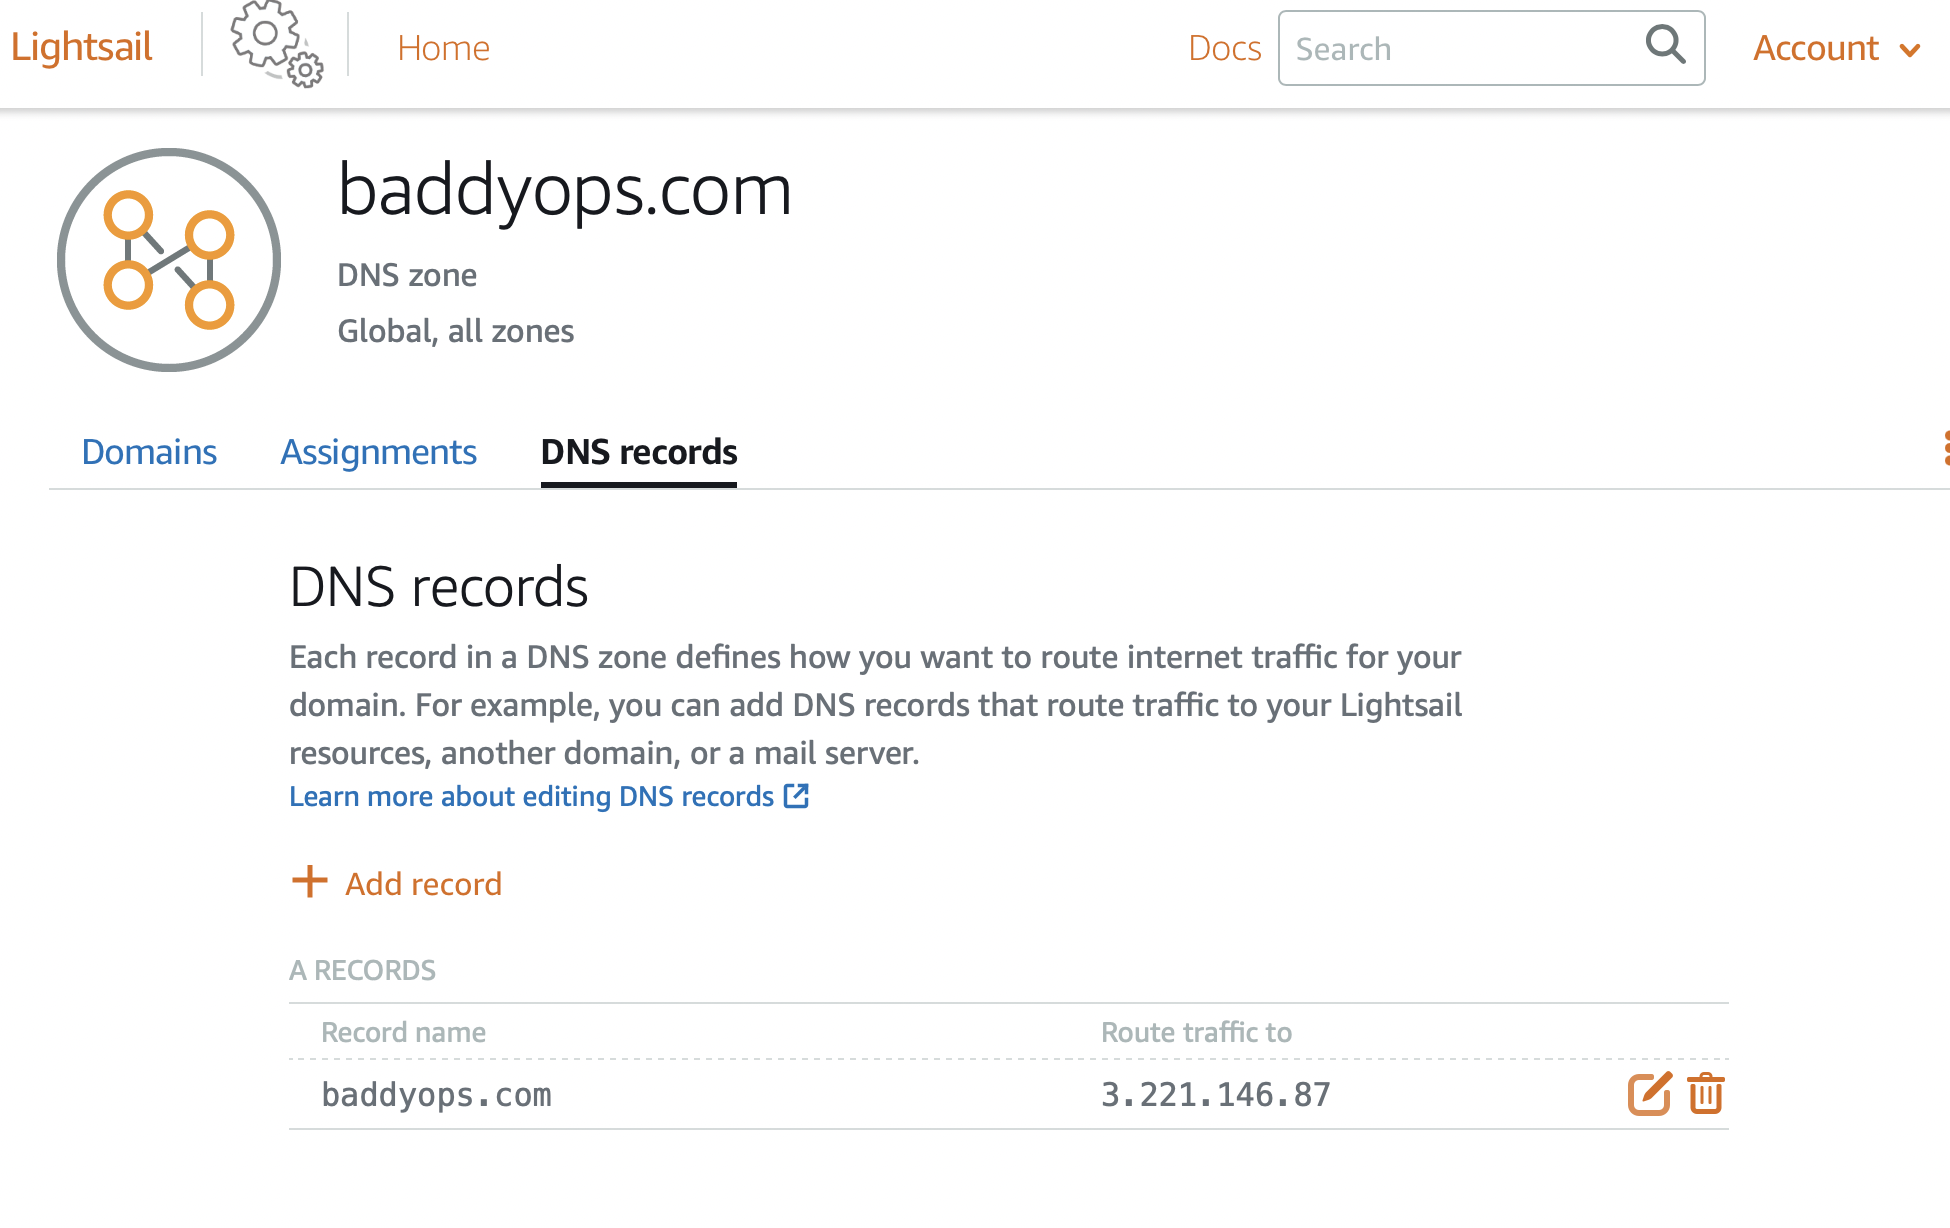 Lightsail Home Docs Search Account
baddyops.com
DNS zone
Global, all zones
Domains Assignments DNS records
DNS records
Each record in a DNS zone defines how you want to route internet traffic for your
domain. For example, you can add DNS records that route traffic to your Lightsail
resources, another domain, or a mail server.
Learn more about editing DNS records
Add record
A RECORDS
Record name Route traffic to
baddyops.com 3.221.146.87